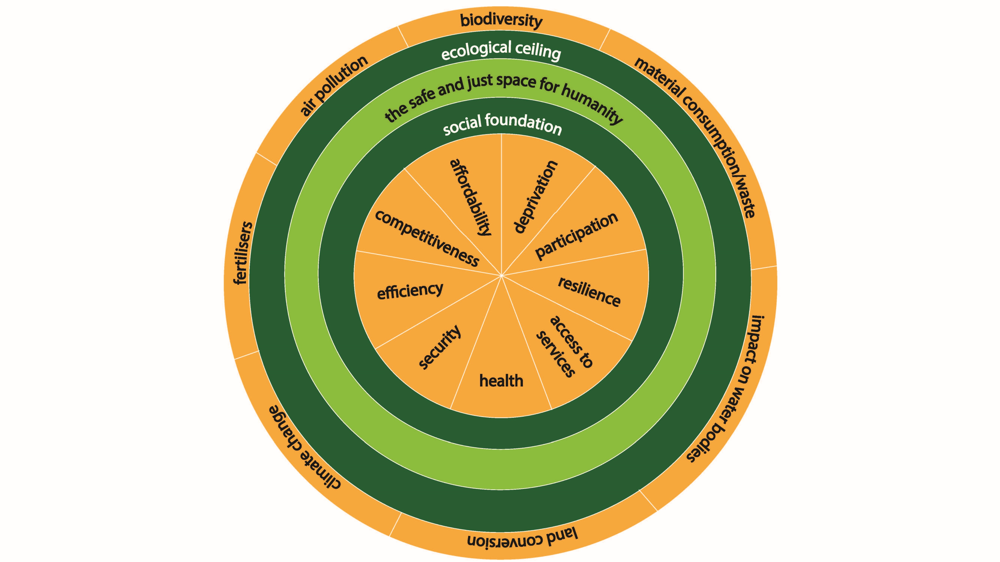 biodiversity
material consumption/waste
impact on water bodies
land conversion
climate change
fertilisers
air pollution
ecological ceiling
the safe and just space for humanity
social foundation
deprivation
participation
resilience
access to
services
health
security
efficiency
competitiveness
affordability